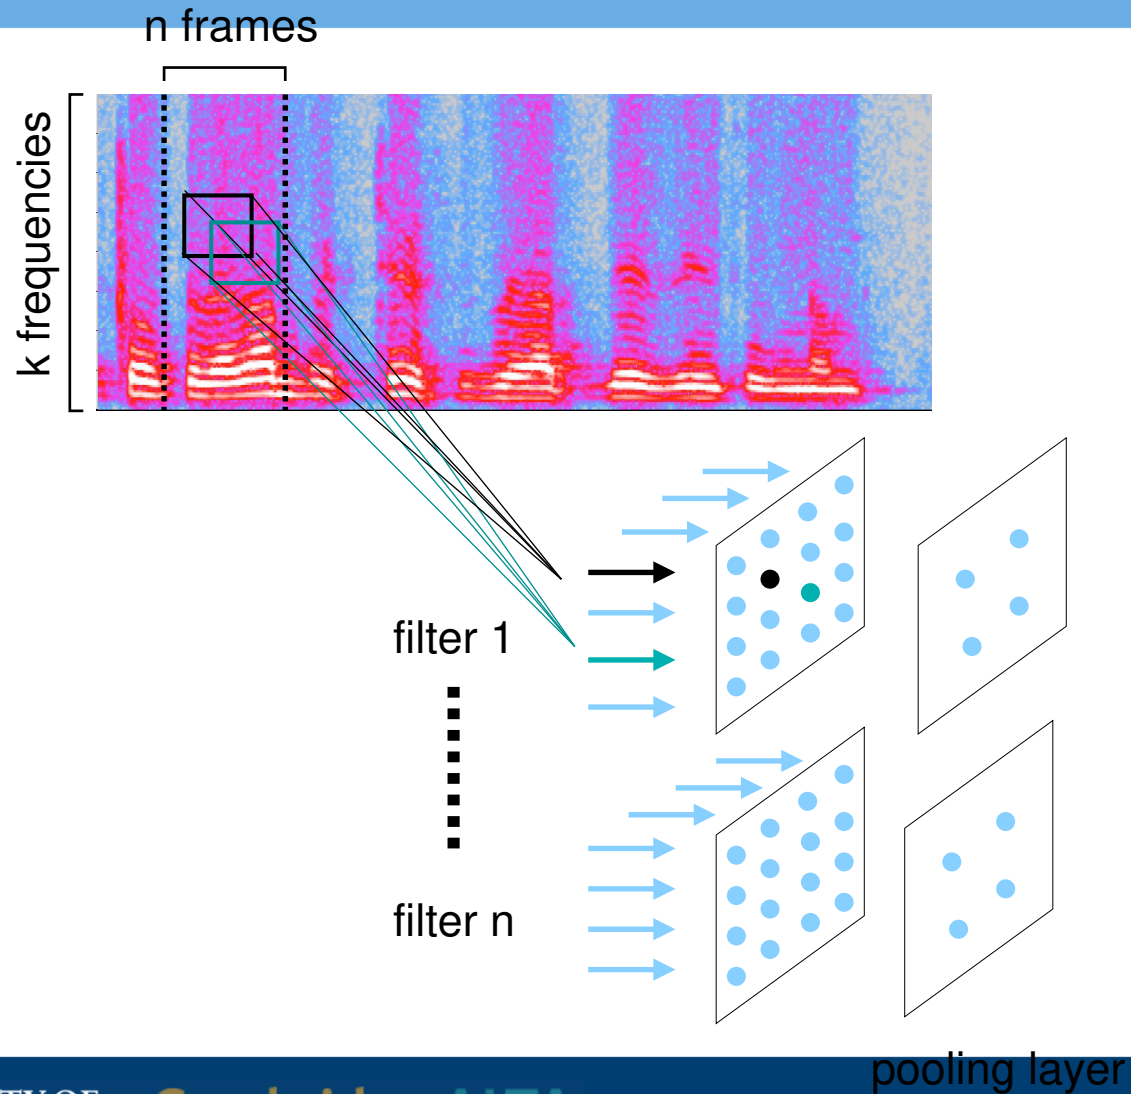 n frames
k frequencies
filter 1
filter n
pooling layer